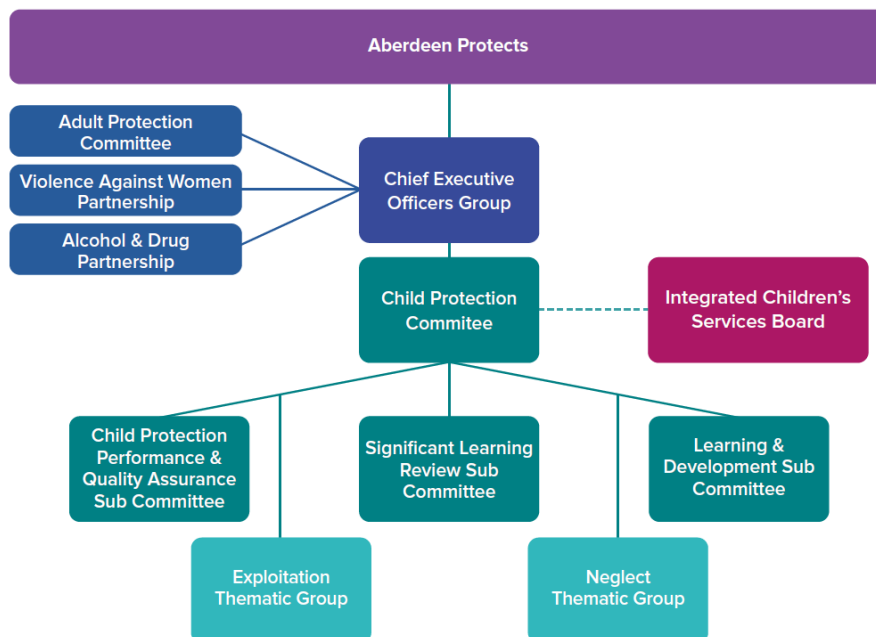 Aberdeen Protects
Adult Protection
Committee
Violence Against Women
Partnership
Alcohol & Drug
Partnership
Chief Executive
Officers Group
Child Protection
Commitee
Integrated Children’s
Services Board
Child Protection
Performance &
Quality Assurance
Sub Committee
Significant Learning
Review Sub
Committee
Learning &
Development Sub
Committee
Exploitation
Thematic Group
Neglect
Thematic Group